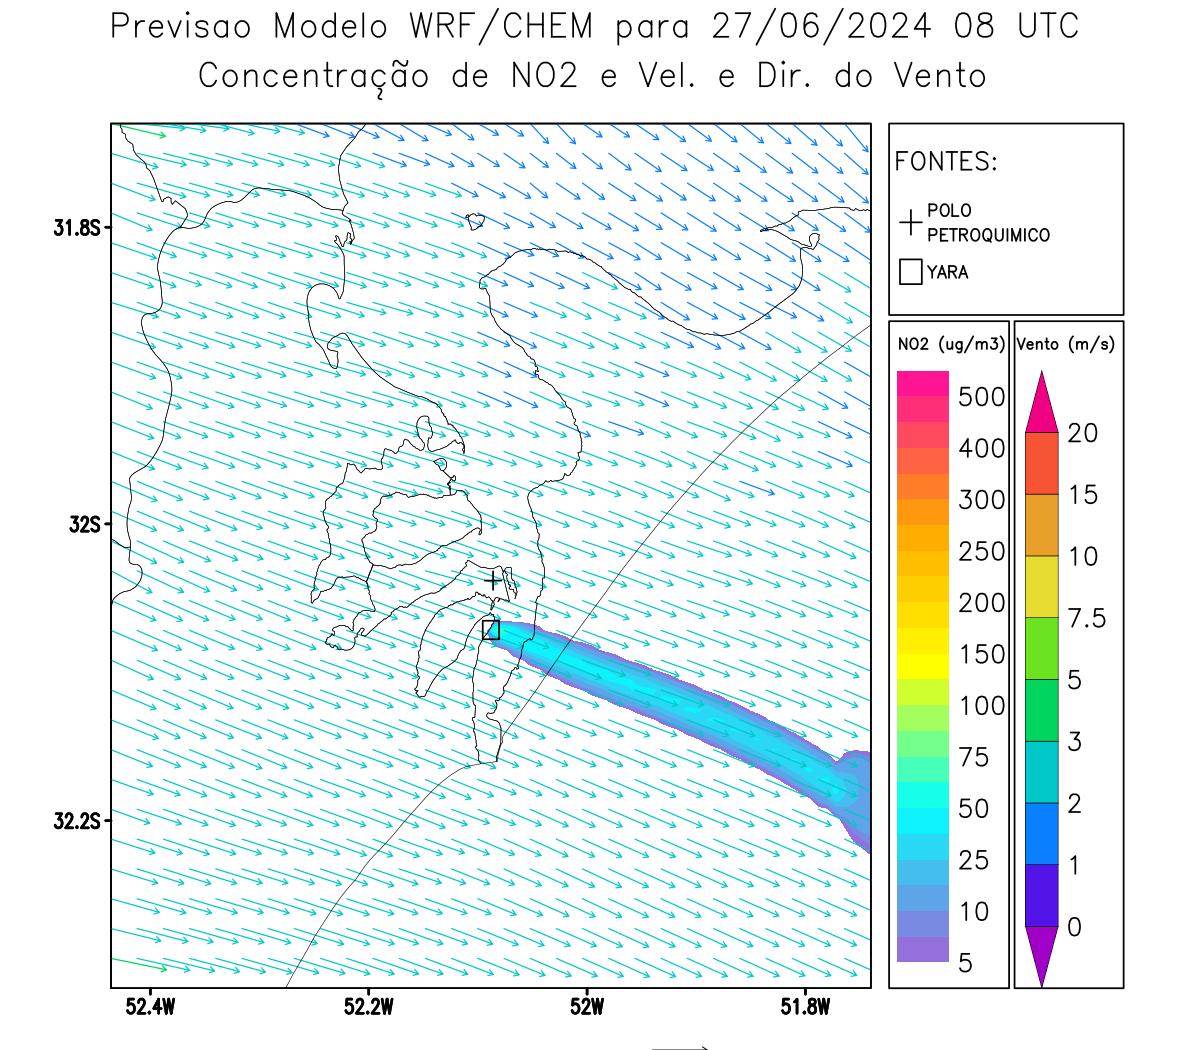 Previsao Modelo WRF/CHEM para 27/06/2024 08 UTC
Concentração de NO2 e Vel. e Dir. do Vento
FONTES:
POLO
PETROQUIMICO
YARA
NO2 (ug/m3)
500
400
300
250
200
150
100
75
50
25
10
5
Vento (m/s)
20
15
10
7.5
5
3
2
1
0
31.8S
32S
32.2S
52.4W
52.2W
52W
51.8W